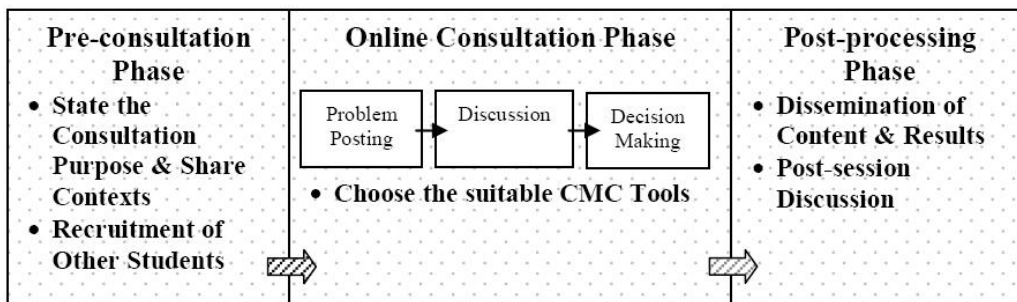 Pre-consultation
Phase
• State the
Consultation
Purpose & Share
Contexts
• Recruitment of
Other Students
Online Consultation Phase
Problem
Posting
Discussion
Decision
Making
• Choose the suitable CMC Tools
Post-processing
Phase
• Dissemination of
Content & Results
• Post-session
Discussion